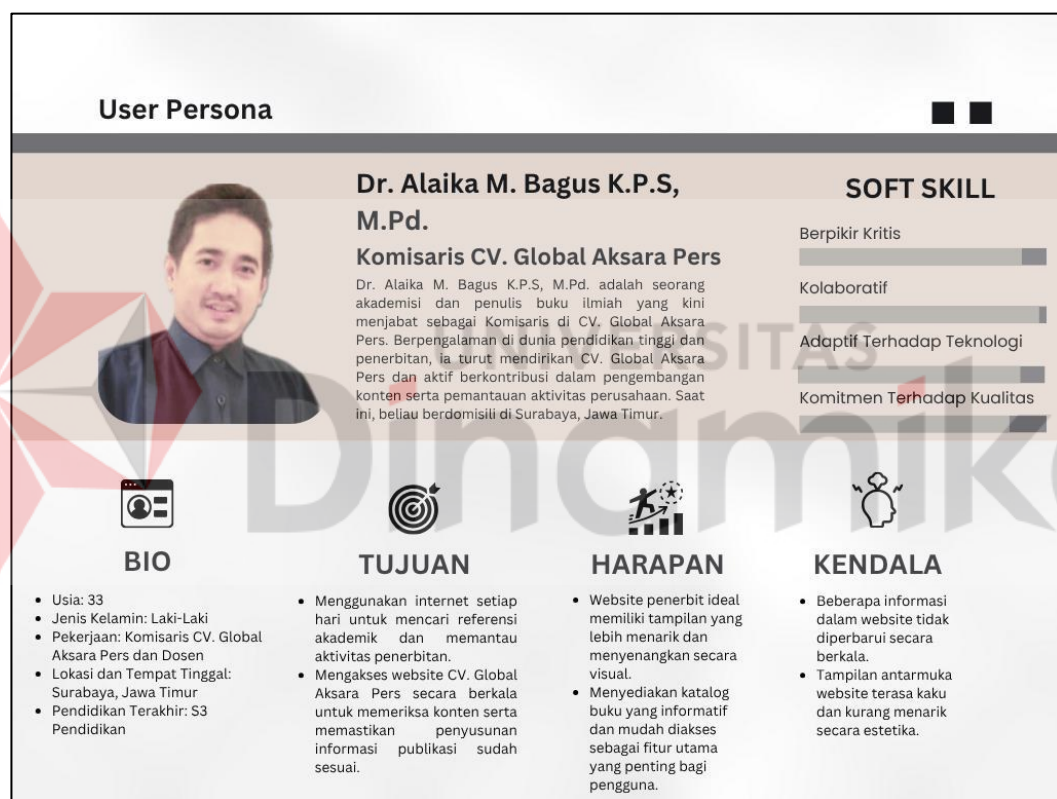 User Persona
Dr. Alaika M. Bagus K.P.S,
M.Pd.
Komisaris CV. Global Aksara Pers
Dr. Alaika M. Bagus K.P.S, M.Pd. adalah seorang
akademisi dan penulis buku ilmiah yang kini
menjabat sebagai Komisaris di CV. Global Aksara
Pers. Berpengalaman di dunia pendidikan tinggi dan
penerbitan, ia turut mendirikan CV. Global Aksara
Pers dan aktif berkontribusi dalam pengembangan
konten serta pemantauan aktivitas perusahaan. Saat
ini, beliau berdomisili di Surabaya, Jawa Timur.
SOFT SKILL
Berpikir Kritis
Kolaboratif
Adaptif Terhadap Teknologi
Komitmen Terhadap Kualitas
UNIVERSITAS
Dinamika
BIO
• Usia: 33
• Jenis Kelamin: Laki-Laki
• Pekerjaan: Komisaris CV. Global
Aksara Pers dan Dosen
• Lokasi dan Tempat Tinggal:
Surabaya, Jawa Timur
• Pendidikan Terakhir: S3
Pendidikan
TUJUAN
• Menggunakan internet setiap
hari untuk mencari referensi
akademik dan memantau
aktivitas penerbitan.
• Mengakses website CV. Global
Aksara Pers secara berkala
untuk memeriksa konten serta
memastikan penyusunan
informasi publikasi sudah
sesuai.
HARAPAN
• Website penerbit ideal
memiliki tampilan yang
lebih menarik dan
menyenangkan secara
visual.
• Menyediakan katalog
buku yang informatif
dan mudah diakses
sebagai fitur utama
yang penting bagi
pengguna.
KENDALA
• Beberapa informasi
dalam website tidak
diperbarui secara
berkala.
• Tampilan antarmuka
website terasa kaku
dan kurang menarik
secara estetika.